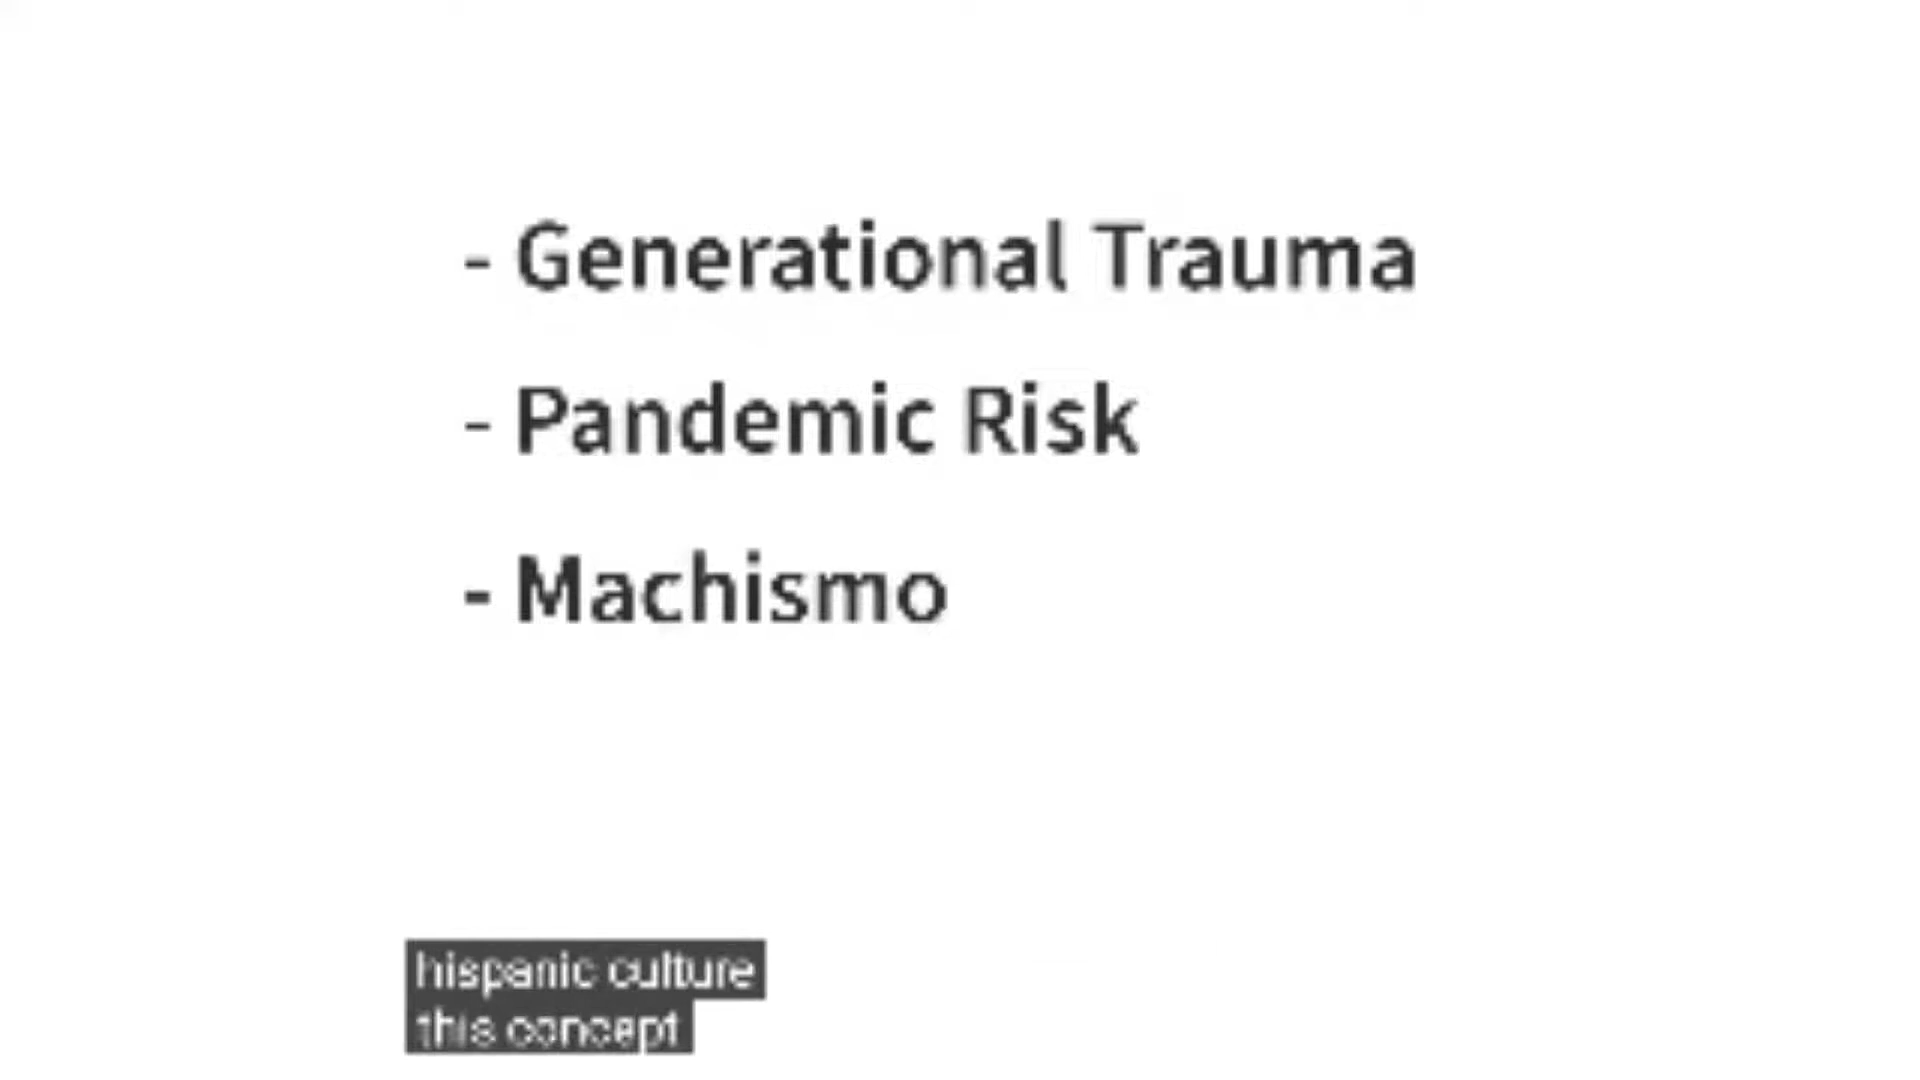 - Generational Trauma
- Pandemic Risk
- Machismo
hispanic culture
this concept